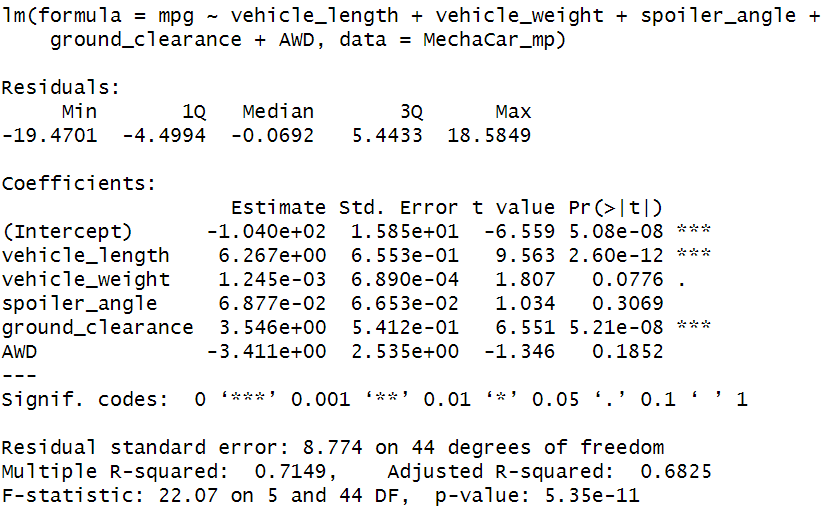 lm(formula = mpg ~ vehicle_length + vehicle_weight + spoiler_angle +
    ground_clearance + AWD, data = MechaCar_mp)

Residuals:
     Min       1Q   Median       3Q      Max
-19.4701  -4.4994  -0.0692   5.4433  18.5849

Coefficients:
                   Estimate Std. Error t value Pr(>|t|)
(Intercept)      -1.040e+02  1.585e+01  -6.559 5.08e-08 ***
vehicle_length    6.267e+00  6.553e-01   9.563 2.60e-12 ***
vehicle_weight    1.245e-03  6.890e-04   1.807   0.0776 .
spoiler_angle     6.877e-02  6.653e-02   1.034   0.3069
ground_clearance  3.546e+00  5.412e-01   6.551 5.21e-08 ***
AWD              -3.411e+00  2.535e+00  -1.346   0.1852
---
Signif. codes:  0 ‘***’ 0.001 ‘**’ 0.01 ‘*’ 0.05 ‘.’ 0.1 ‘ ’ 1

Residual standard error: 8.774 on 44 degrees of freedom
Multiple R-squared:  0.7149,    Adjusted R-squared:  0.6825
F-statistic: 22.07 on 5 and 44 DF,  p-value: 5.35e-11